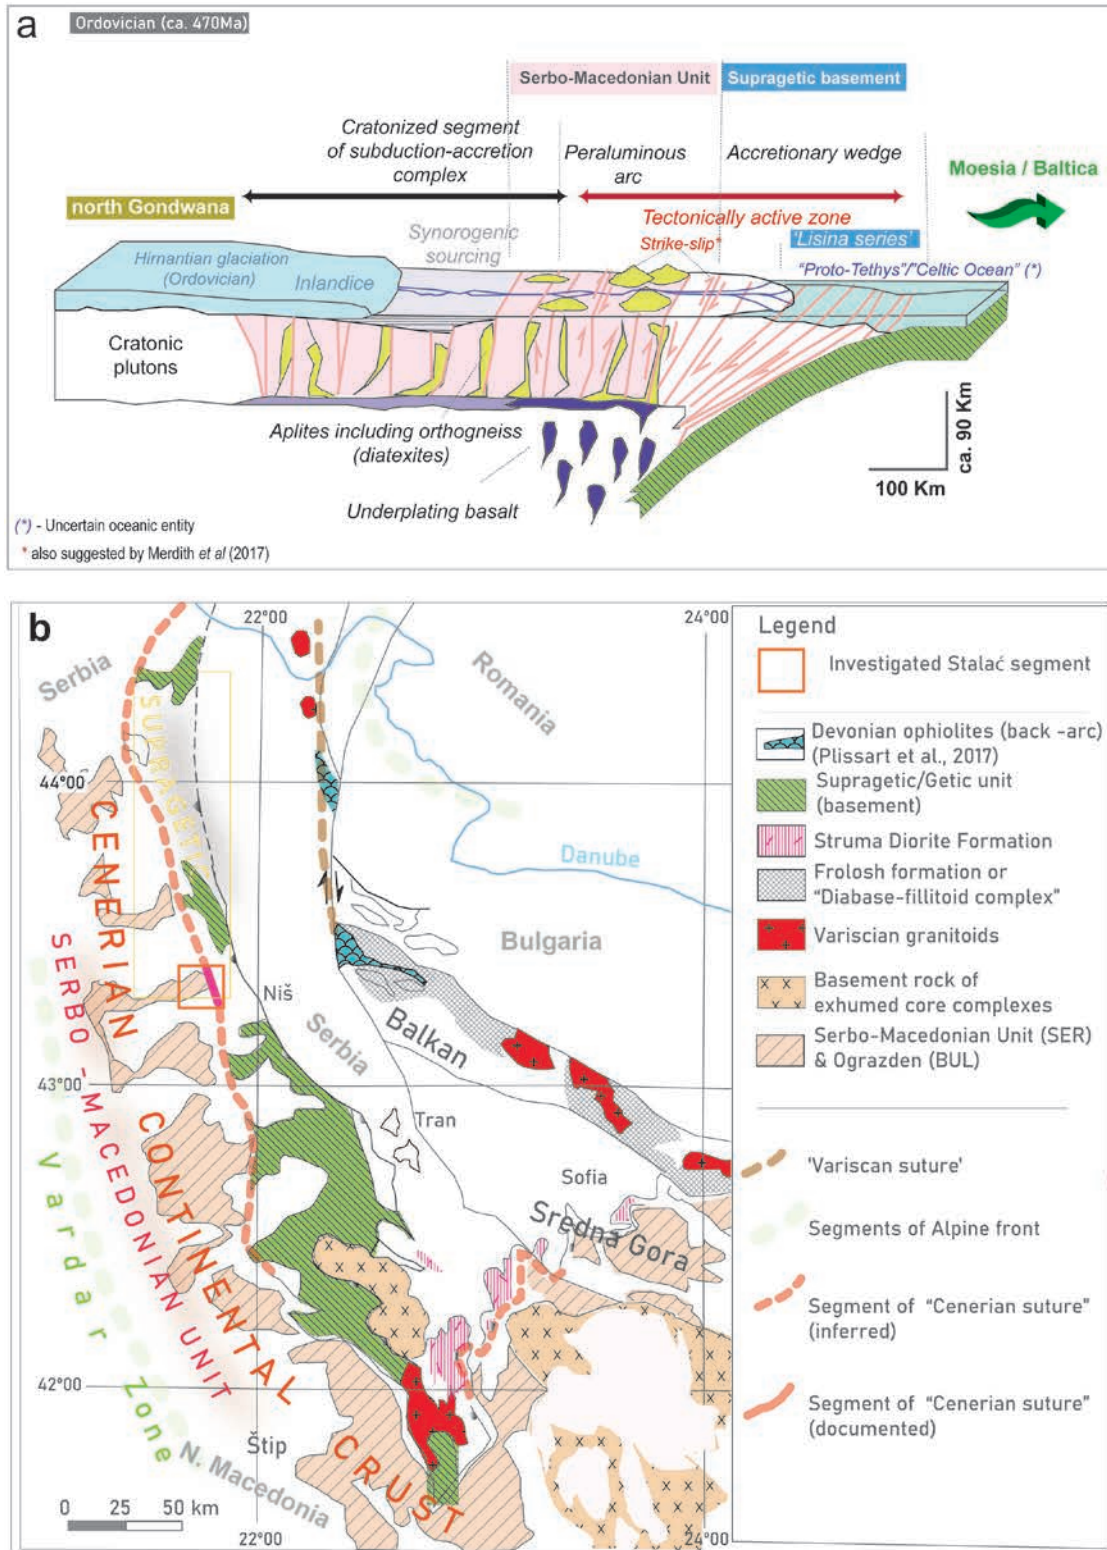 a
Ordovician (ca. 470Ma)
Serbo-Macedonian Unit
Supragetic basement
Cratonized segment
of subduction-accretion
complex
Peraluminous
arc
Accretionary wedge
Moesia / Baltica
north Gondwana
Tectonically active zone
Synorogenic
sourcing
Strike-slip*
'Lisina series'
Hirnantian glaciation
(Ordovician)
Inlandice
"Proto-Tethys"/"Celtic Ocean" (*)
Cratonic
plutons
Aplites including orthogneiss
(diatexites)
Underplating basalt
ca. 90 Km
100 Km
(*) - Uncertain oceanic entity
* also suggested by Merdith et al (2017)
b
22°00
24°00
Serbia
Romania
SUPRAGETIC
44°00
CENERIAN
Danube
Bulgaria
SERBO-MACEDONIAN UNIT
Niš
Serbia
Balkan
43°00
CONTINENTAL
Tran
Sofia
Vardar
Sredna Gora
42°00
Zone
Štip
CRUST
N. Macedonia
0 25 50 km
22°00
24°00
Legend
Investigated Stalać segment
Devonian ophiolites (back -arc)
(Plissart et al., 2017)
Supragetic/Getic unit
(basement)
Struma Diorite Formation
Frolosh formation or
"Diabase-fillitoid complex"
Variscian granitoids
Basement rock of
exhumed core complexes
Serbo-Macedonian Unit (SER)
& Ograzden (BUL)
'Variscan suture'
Segments of Alpine front
Segment of "Cenerian suture"
(inferred)
Segment of "Cenerian suture"
(documented)